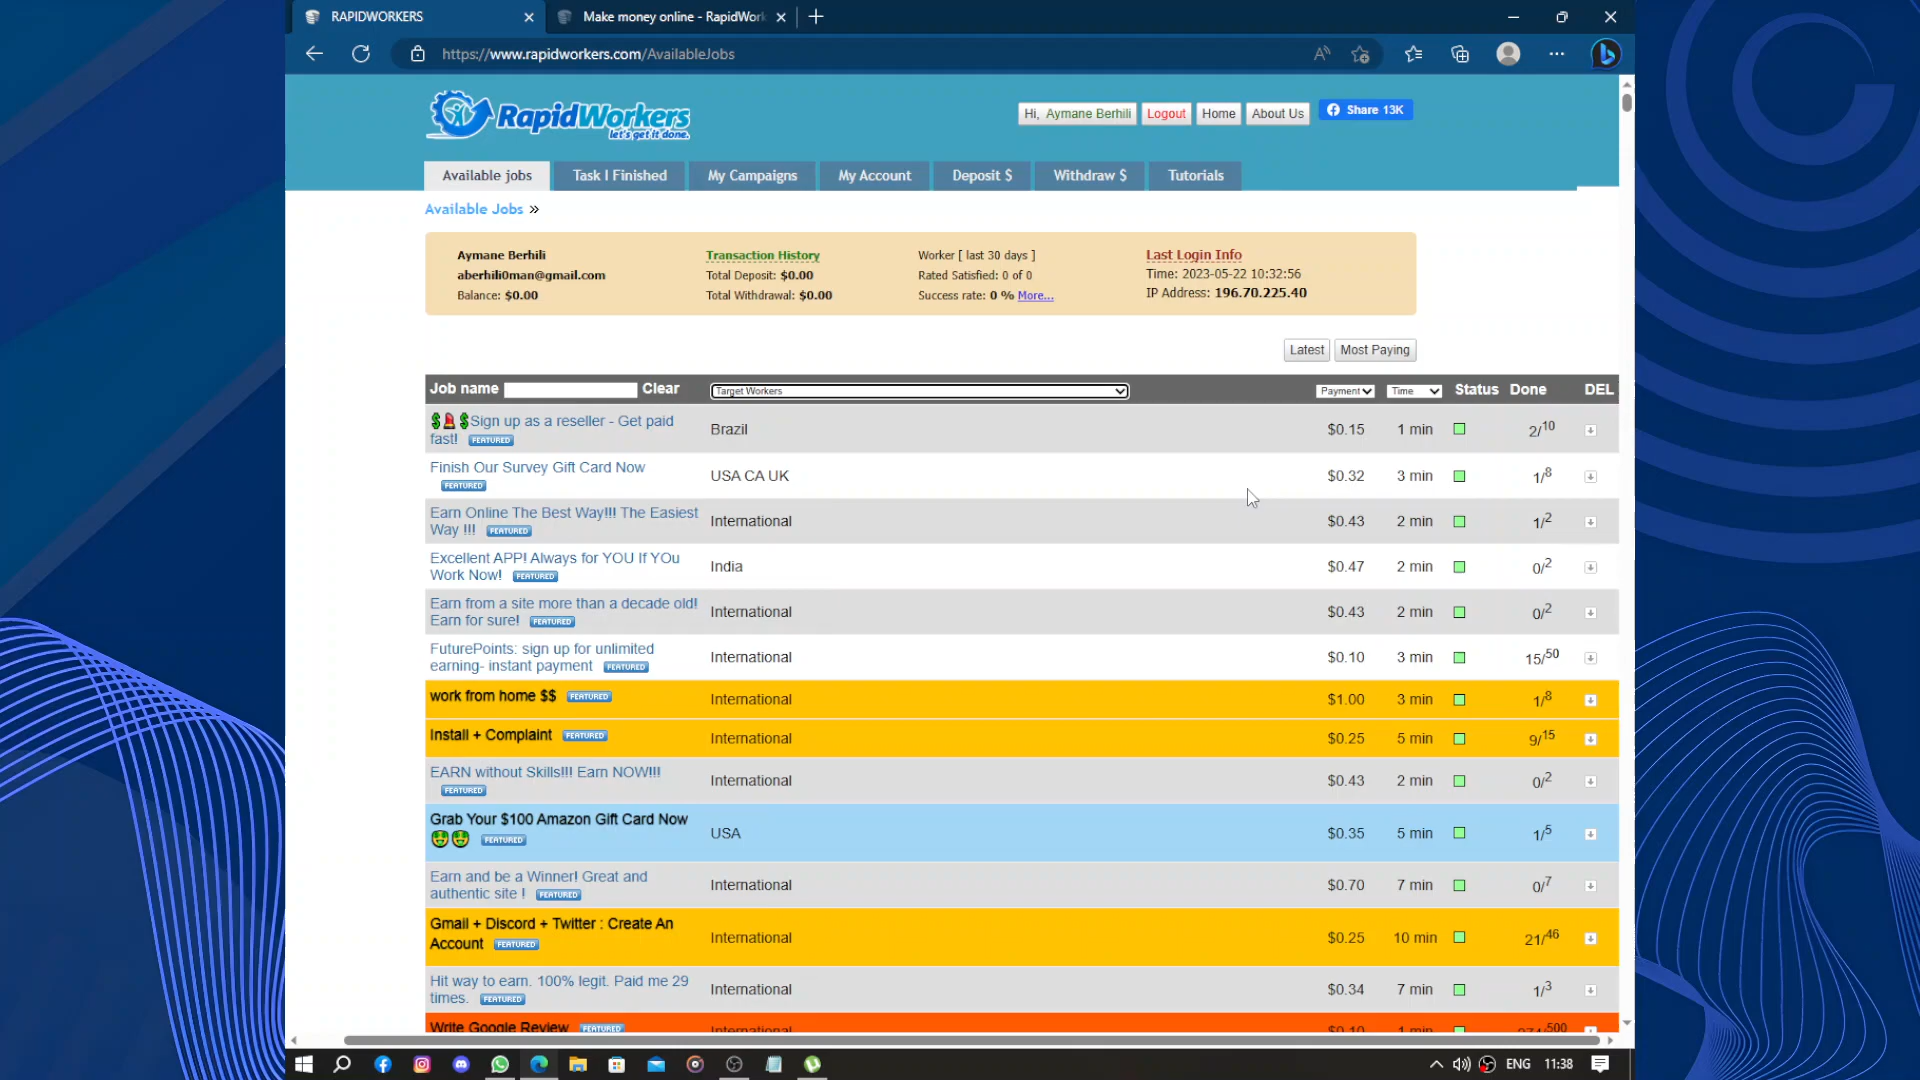 RAPIDWORKERS
Make money online - RapidWork
https://www.rapidworkers.com/AvailableJobs
RapidWorkers
let's get it done.
Hi, Aymane Berhili
Logout
Home
About Us
Share 13K
Available jobs
Task I Finished
My Campaigns
My Account
Deposit $
Withdraw $
Tutorials
Available Jobs »
Aymane Berhili
aberhili0man@gmail.com
Balance: $0.00
Transaction History
Total Deposit: $0.00
Total Withdrawal: $0.00
Worker [ last 30 days ]
Rated Satisfied: 0 of 0
Success rate: 0 % More...
Last Login Info
Time: 2023-05-22 10:32:56
IP Address: 196.70.225.40
Latest
Most Paying
Job name Clear Target Workers Payment Time Status Done DEL
$ $Sign up as a reseller - Get paid
fast! FEATURED
Brazil $0.15 1 min 2/10
Finish Our Survey Gift Card Now
FEATURED
USA CA UK $0.32 3 min 1/8
Earn Online The Best Way!!! The Easiest
Way !!! FEATURED
International $0.43 2 min 1/2
Excellent APP! Always for YOU If YOu
Work Now! FEATURED
India $0.47 2 min 0/2
Earn from a site more than a decade old!
Earn for sure! FEATURED
International $0.43 2 min 0/2
FuturePoints: sign up for unlimited
earning- instant payment FEATURED
International $0.10 3 min 15/50
work from home $$ FEATURED International $1.00 3 min 1/8
Install + Complaint FEATURED International $0.25 5 min 9/15
EARN without Skills!!! Earn NOW!!!
FEATURED
International $0.43 2 min 0/2
Grab Your $100 Amazon Gift Card Now
FEATURED
USA $0.35 5 min 1/5
Earn and be a Winner! Great and
authentic site ! FEATURED
International $0.70 7 min 0/7
Gmail + Discord + Twitter : Create An
Account FEATURED
International $0.25 10 min 21/46
Hit way to earn. 100% legit. Paid me 29
times. FEATURED
International $0.34 7 min 1/3
Write Google Review FEATURED International $0.10 1 min
ENG 11:38